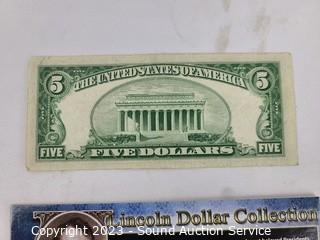 5 THE UNITED STATES OF AMERICA 5
FIVE FIVE DOLLARS FIVE
Lincoln Dollar Collection
Presidents
Copyright 2023 - Sound Auction Service